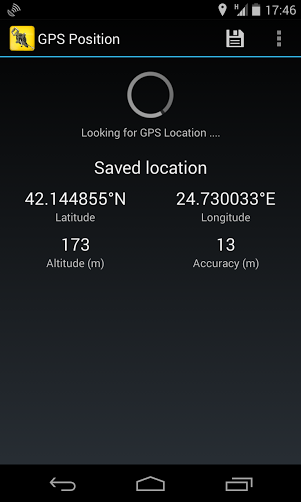 H 17:46
GPS Position
Looking for GPS Location ....
Saved location
42.144855°N 24.730033°E
Latitude Longitude
173 13
Altitude (m) Accuracy (m)